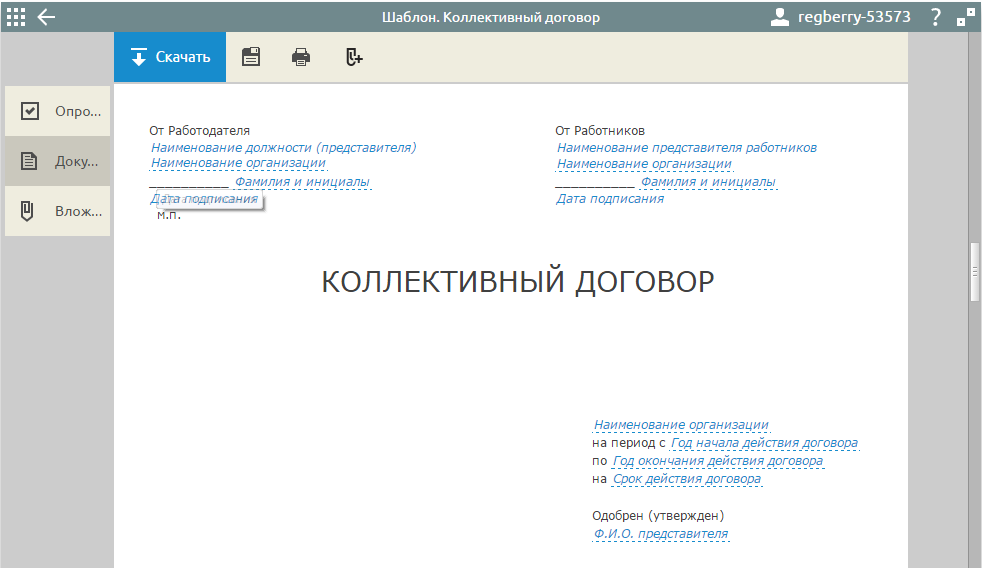 Шаблон. Коллективный договор
regberry-53573
?
Скачать
Опро...
Доку...
Влож...
От Работодателя
Наименование должности (представителя)
Наименование организации
___________ Фамилия и инициалы
Дата подписания
м.п.
От Работников
Наименование представителя работников
Наименование организации
___________ Фамилия и инициалы
Дата подписания
КОЛЛЕКТИВНЫЙ ДОГОВОР
Наименование организации
на период с Год начала действия договора
по Год окончания действия договора
на Срок действия договора
Одобрен (утвержден)
Ф.И.О. представителя